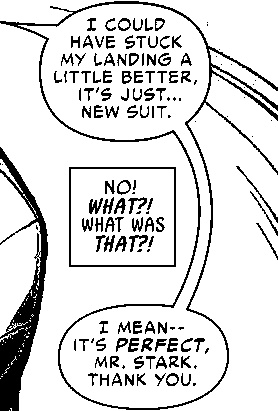 I COULD
HAVE STUCK
MY LANDING A
LITTLE BETTER,
IT'S JUST...
NEW SUIT.
NO!
WHAT?!
WHAT WAS
THAT?!
I MEAN--
IT'S PERFECT,
MR. STARK.
THANK YOU.